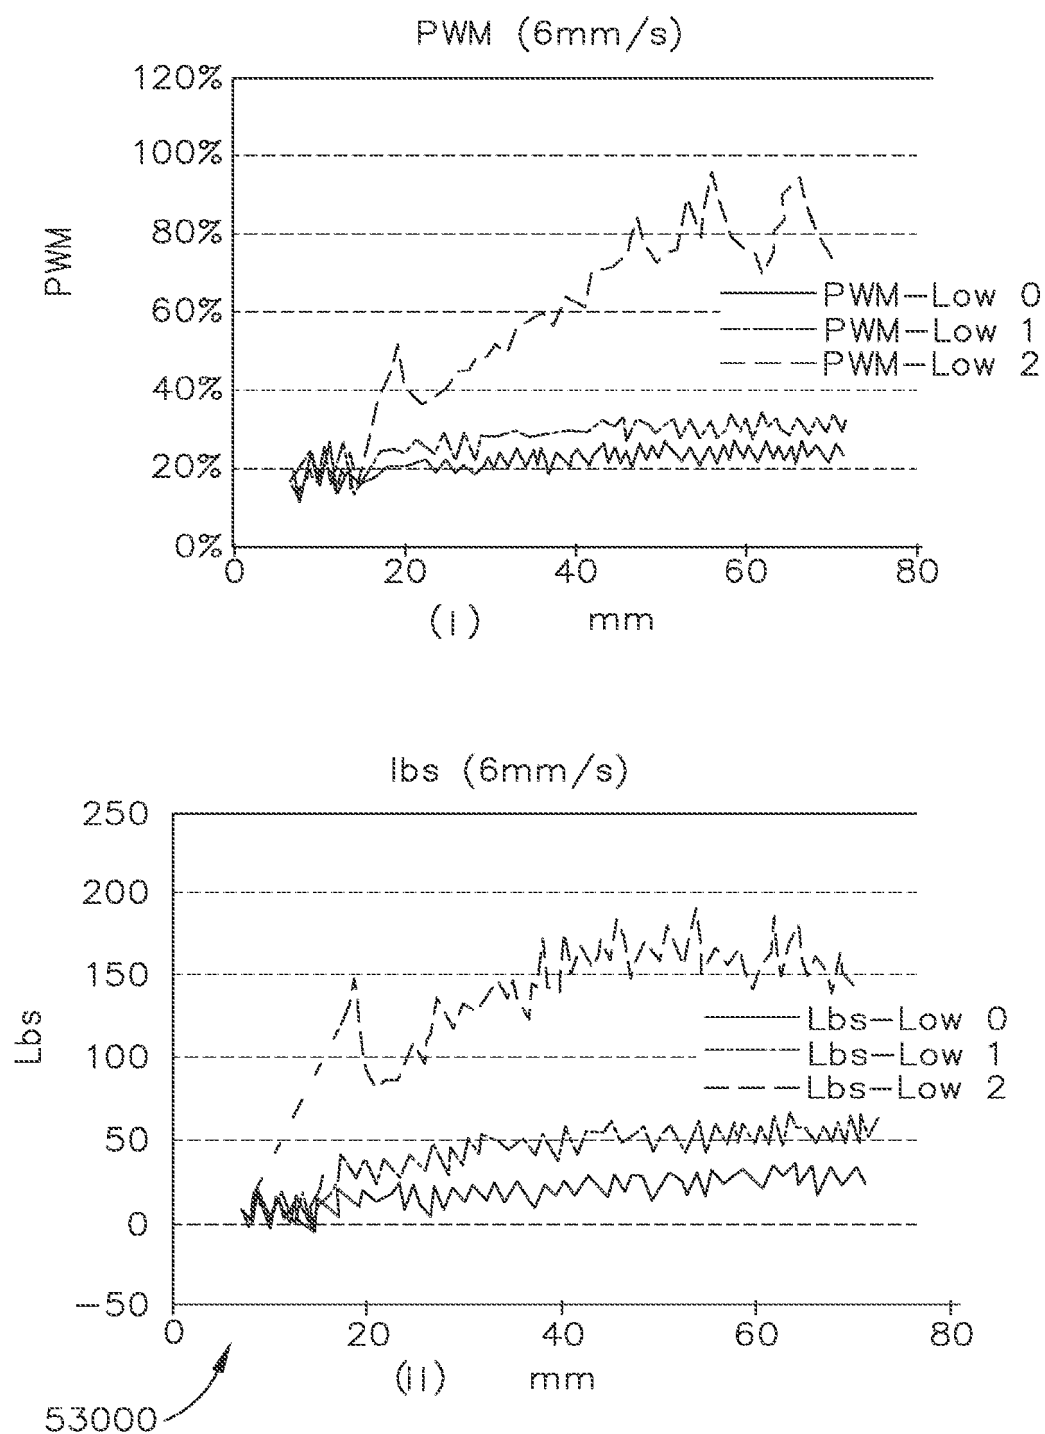 PWM (6mm/s)
120%
100%
80%
60%
40%
20%
0%
PWM
PWM-Low 0
PWM-Low 1
PWM-Low 2
0 20 40 60 80
(i) mm
lbs (6mm/s)
250
200
150
100
50
0
-50
Lbs
Lbs-Low 0
Lbs-Low 1
Lbs-Low 2
0 20 40 60 80
(ii) mm
53000